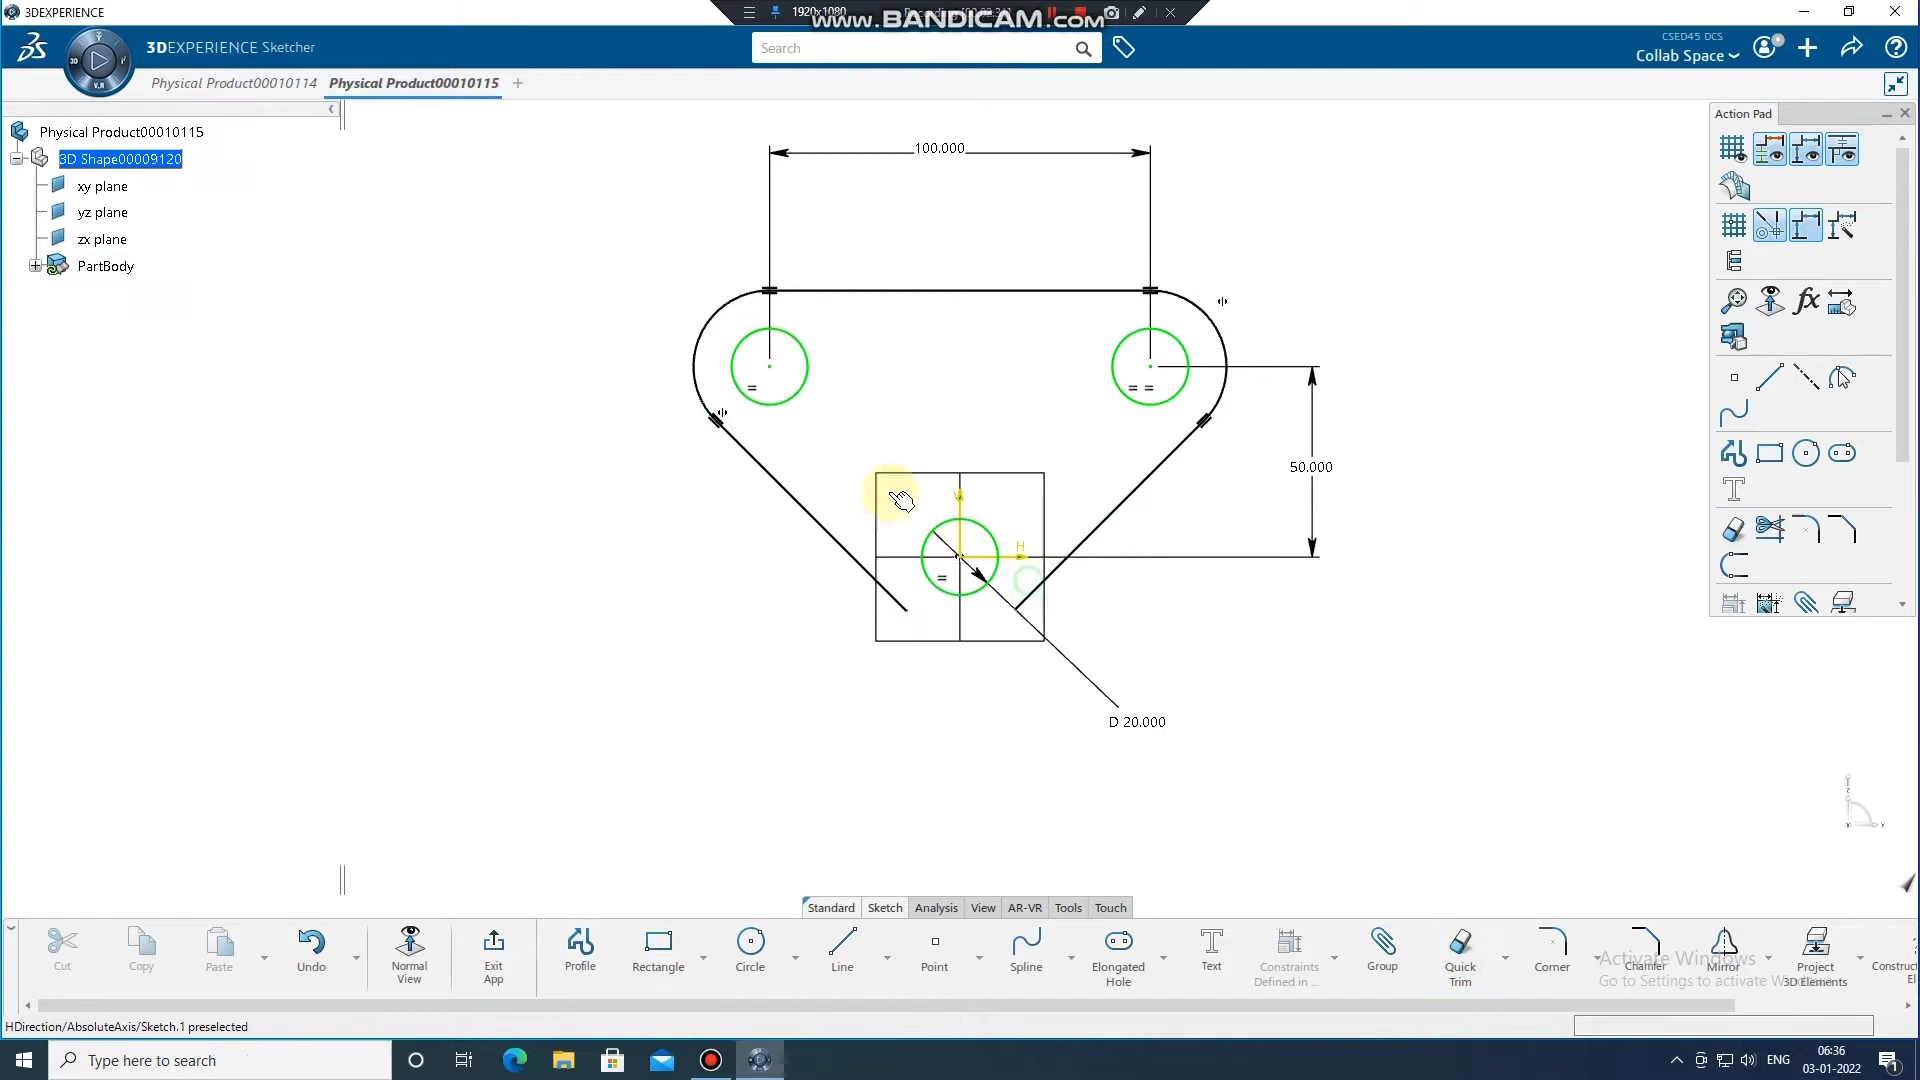 3DEXPERIENCE
1920x1080
www.BANDICAM.com
3DEXPERIENCE Sketcher
3D
V.R
Search
CSED45 DCS
Collab Space
Physical Product00010114
Physical Product00010115
+
Physical Product00010115
3D Shape00009120
xy plane
yz plane
zx plane
PartBody
Action Pad
100.000
= =
=
50.000
V
H
=
D 20.000
Standard
Sketch
Analysis
View
AR-VR
Tools
Touch
Cut
Copy
Paste
Undo
Normal View
Exit App
Profile
Rectangle
Circle
Line
Point
Spline
Elongated Hole
Text
Constraints Defined in ...
Group
Quick Trim
Corner
Chamfer
Mirror
Project 3D Elements
Activate Windows
Go to Settings to activate
HDirection/AbsoluteAxis/Sketch.1 preselected
Type here to search
ENG
06:36
03-01-2022